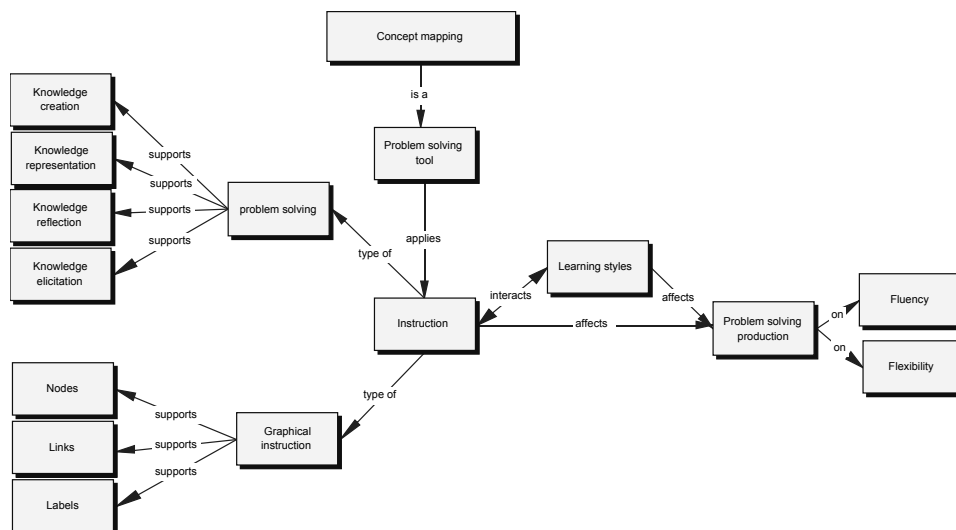 Concept mapping
is a
Problem solving
tool
applies
Knowledge
creation
Knowledge
representation
Knowledge
reflection
Knowledge
elicitation
supports
supports
supports
supports
problem solving
type of
Instruction
interacts
Learning styles
affects
affects
Problem solving
production
on
on
Fluency
Flexibility
type of
Graphical
instruction
supports
supports
supports
Nodes
Links
Labels